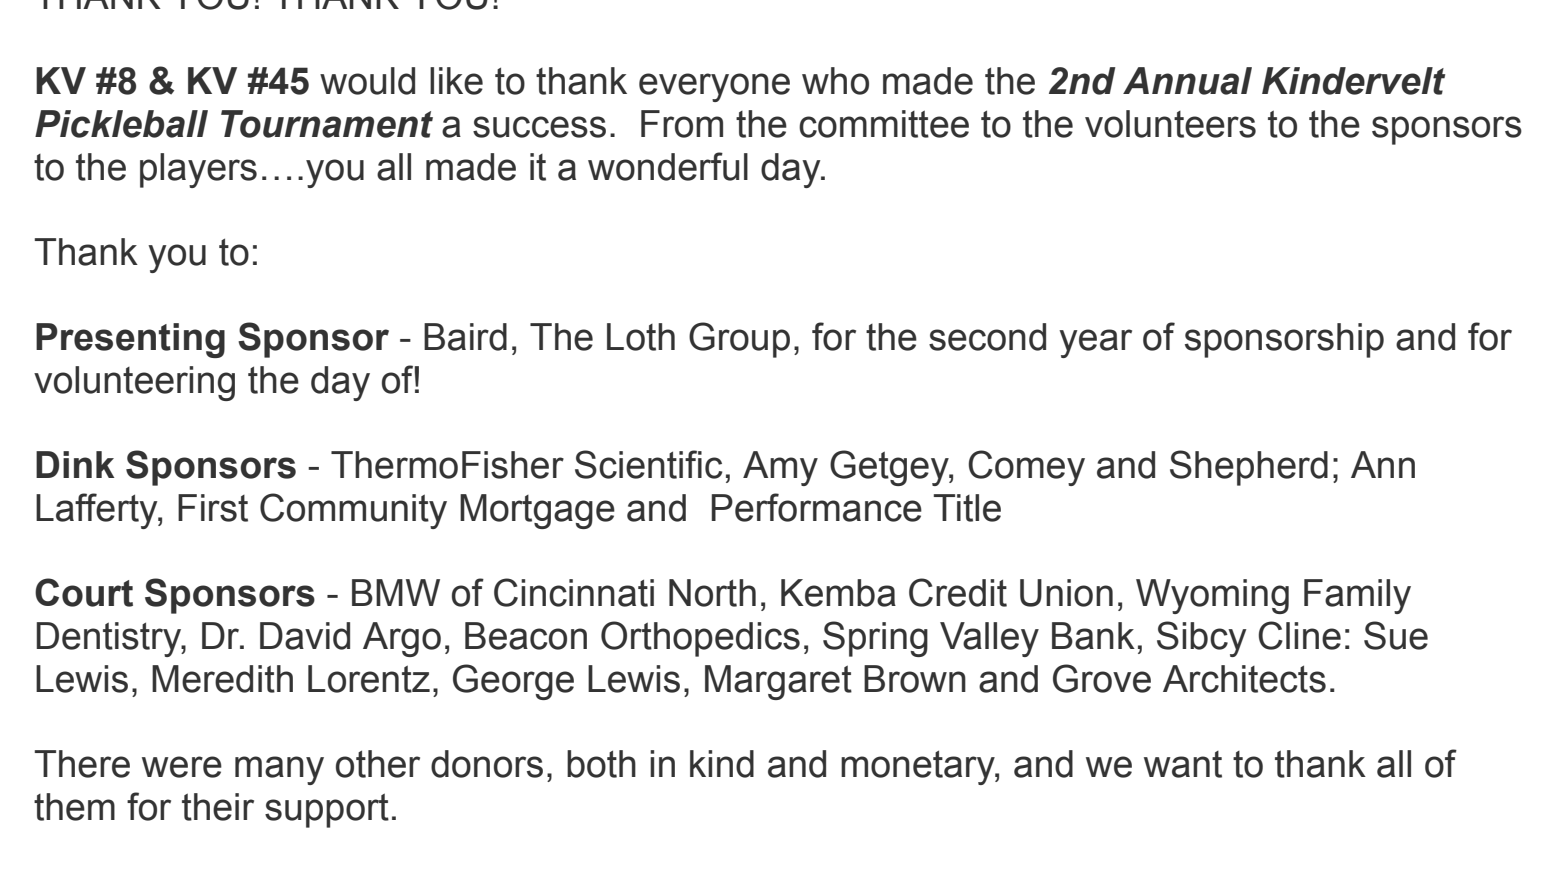 THANK YOU! THANK YOU!
KV #8 & KV #45 would like to thank everyone who made the 2nd Annual Kindervelt
Pickleball Tournament a success.  From the committee to the volunteers to the sponsors
to the players….you all made it a wonderful day.
Thank you to:
Presenting Sponsor - Baird, The Loth Group, for the second year of sponsorship and for
volunteering the day of!
Dink Sponsors - ThermoFisher Scientific, Amy Getgey, Comey and Shepherd; Ann
Lafferty, First Community Mortgage and  Performance Title
Court Sponsors - BMW of Cincinnati North, Kemba Credit Union, Wyoming Family
Dentistry, Dr. David Argo, Beacon Orthopedics, Spring Valley Bank, Sibcy Cline: Sue
Lewis, Meredith Lorentz, George Lewis, Margaret Brown and Grove Architects.
There were many other donors, both in kind and monetary, and we want to thank all of
them for their support.